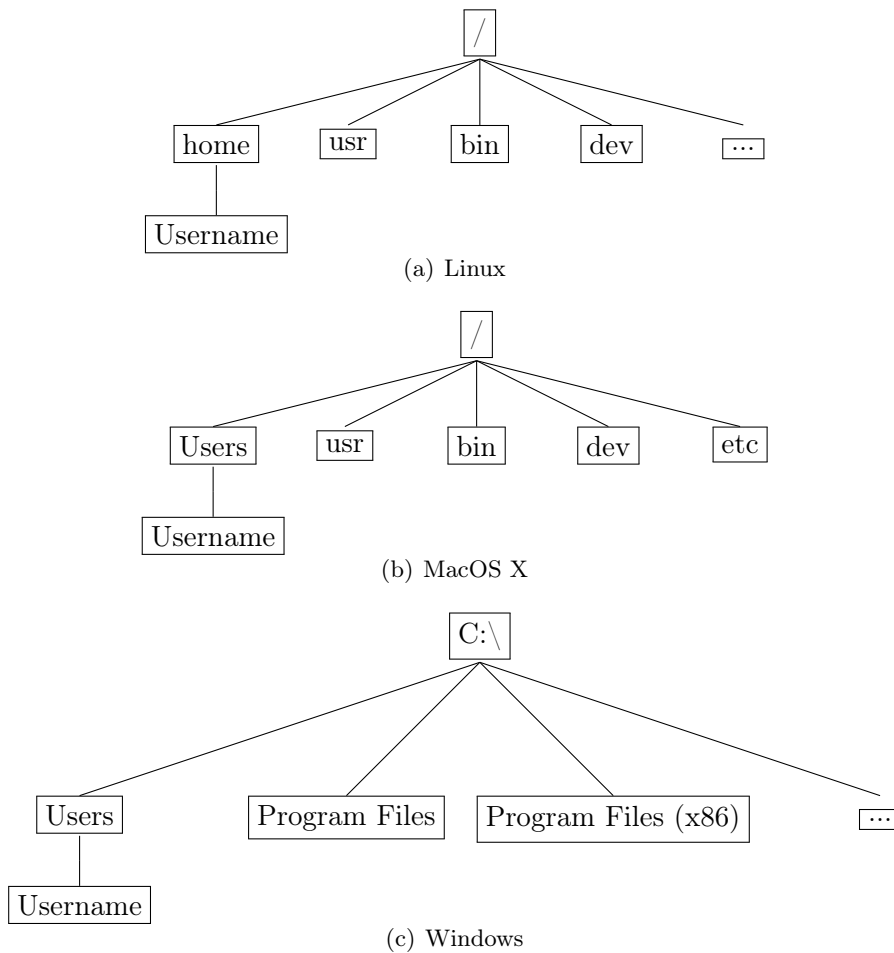 /
home usr bin dev ...
Username
(a) Linux
/
Users usr bin dev etc
Username
(b) MacOS X
C:\
Users Program Files Program Files (x86) ...
Username
(c) Windows